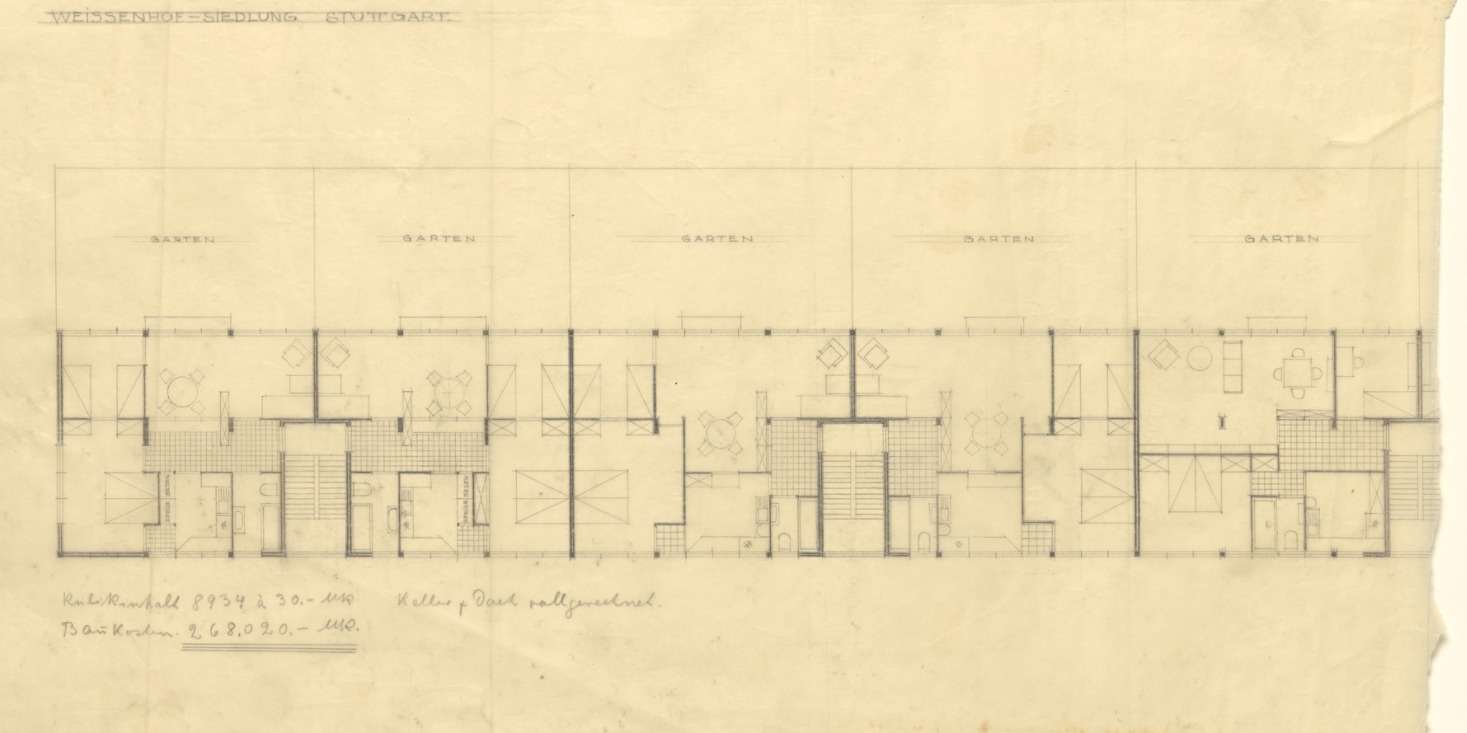 WEISSENHOF-SIEDLUNG STUTTGART.
GARTEN GARTEN GARTEN GARTEN GARTEN
Kubikinhalt 8934 à 30.- Mk Keller & Dach vollgerechnet.
Baukosten. 268.020.- Mk.